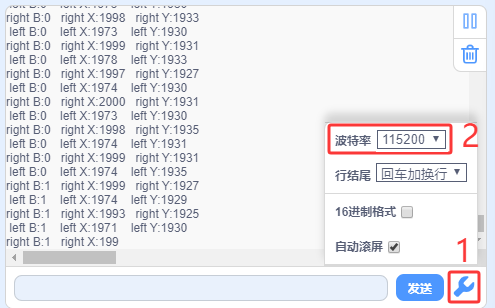 left B:0 left X:1973 left Y:1930
right B:0 right X:1998 right Y:1933
left B:0 left X:1973 left Y:1930
right B:0 right X:1999 right Y:1931
left B:0 left X:1978 left Y:1933
right B:0 right X:1997 right Y:1927
left B:0 left X:1974 left Y:1930
right B:0 right X:2000 right Y:1931
left B:0 left X:1973 left Y:1930
right B:0 right X:1998 right Y:1935
left B:0 left X:1974 left Y:1931
right B:0 right X:1999 right Y:1931
left B:0 left X:1974 left Y:1935
right B:1 right X:1999 right Y:1927
left B:1 left X:1974 left Y:1929
right B:1 right X:1993 right Y:1925
left B:1 left X:1971 left Y:1930
right B:1 right X:199
波特率 115200 2
行结尾 回车加换行
16进制格式
自动滚屏
1
发送